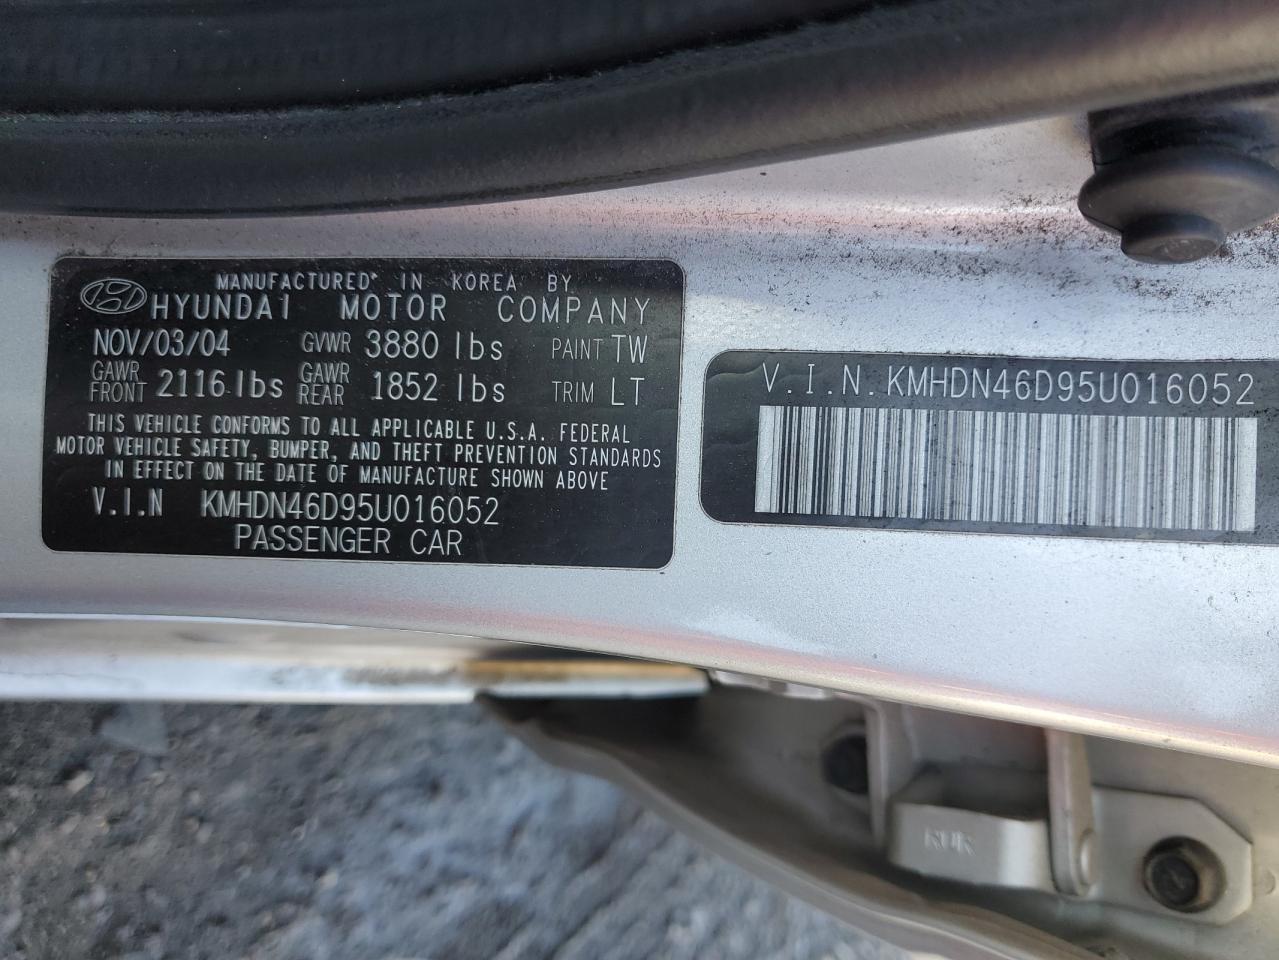 MANUFACTURED IN KOREA BY
HYUNDAI MOTOR COMPANY
NOV/03/04 GVWR 3880 lbs PAINT TW
GAWR FRONT 2116 lbs GAWR REAR 1852 lbs TRIM LT
THIS VEHICLE CONFORMS TO ALL APPLICABLE U.S.A. FEDERAL
MOTOR VEHICLE SAFETY, BUMPER, AND THEFT PREVENTION STANDARDS
IN EFFECT ON THE DATE OF MANUFACTURE SHOWN ABOVE
V.I.N KMHDN46D95U016052
PASSENGER CAR
V.I.N. KMHDN46D95U016052